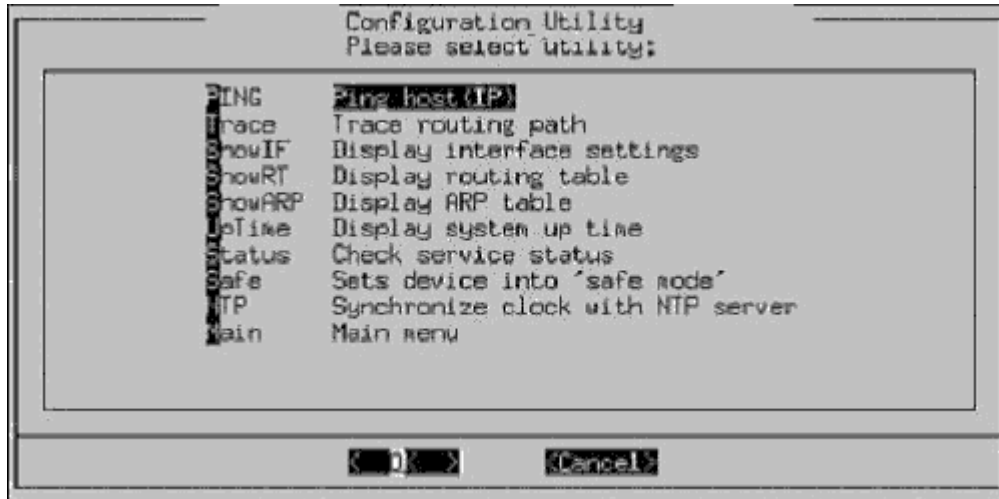 Configuration Utility
Please select utility:
PING Ping host (IP)
Trace Trace routing path
ShowIF Display interface settings
ShowRT Display routing table
ShowARP Display ARP table
UpTime Display system up time
Status Check service status
Safe Sets device into "safe mode"
NTP Synchronize clock with NTP server
Main Main menu
< OK > <Cancel>